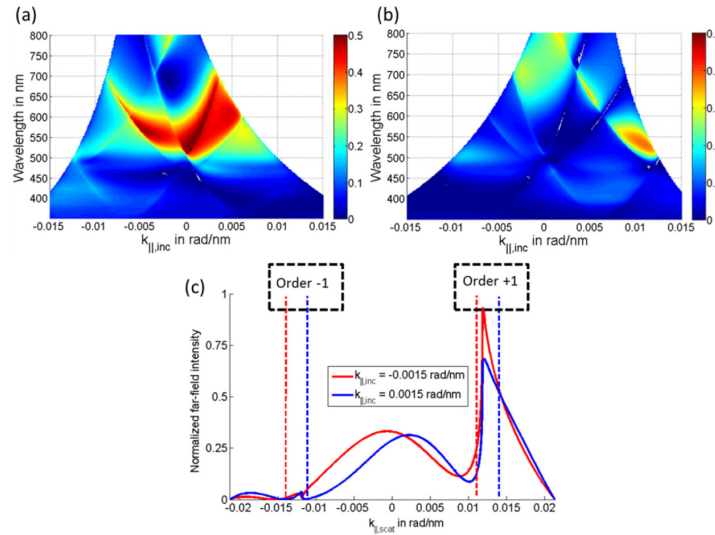 (a)
(b)
800
750
700
650
600
550
500
450
400
Wavelength in nm
-0.015 -0.01 -0.005 0 0.005 0.01 0.015
k||,inc in rad/nm
0.5
0.4
0.3
0.2
0.1
0
800
750
700
650
600
550
500
450
400
Wavelength in nm
-0.015 -0.01 -0.005 0 0.005 0.01 0.015
k||,inc in rad/nm
0
(c)
Order -1
Order +1
1
0.75
0.5
0.25
0
Normalized far-field intensity
k||,inc = -0.0015 rad/nm
k||,inc = 0.0015 rad/nm
-0.02 -0.015 -0.01 -0.005 0 0.005 0.01 0.015 0.02
k||,scat in rad/nm